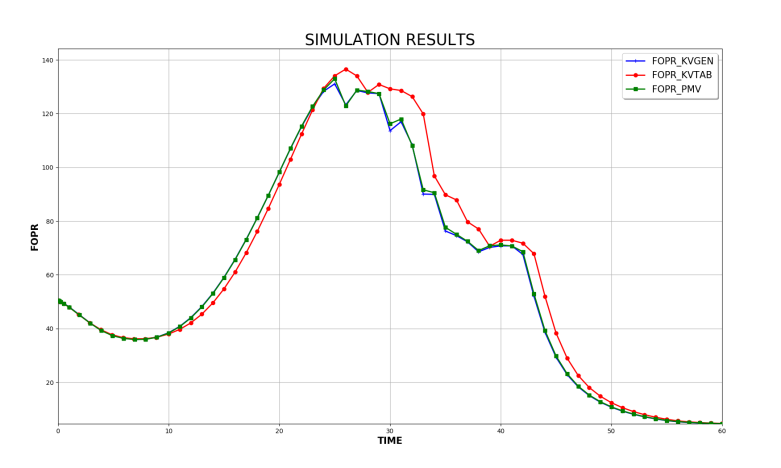 SIMULATION RESULTS
FOPR_KVGEN
FOPR_KVTAB
FOPR_PMV
140
120
100
80
60
40
20
FOPR
0 10 20 30 40 50 60
TIME